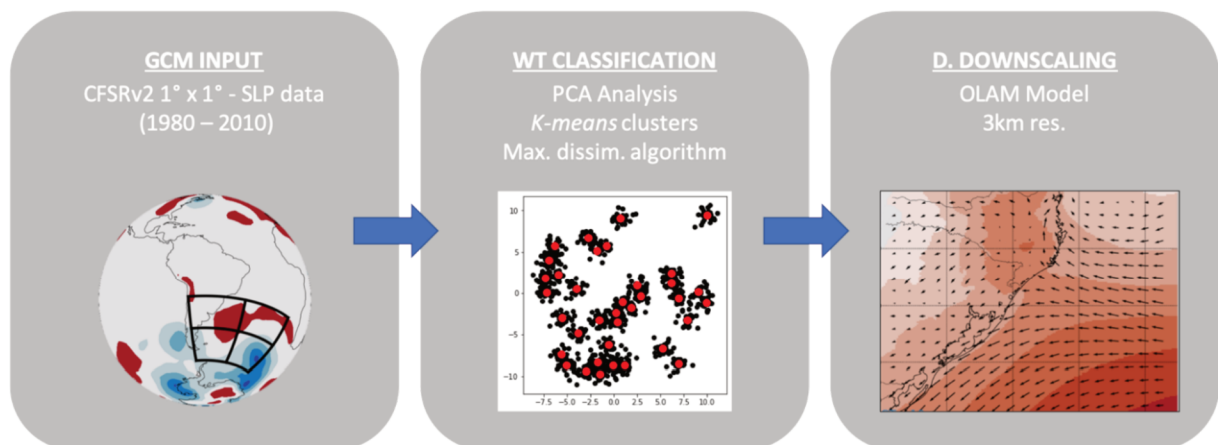 GCM INPUT
CFSRv2 1° x 1° - SLP data
(1980 – 2010)
WT CLASSIFICATION
PCA Analysis
K-means clusters
Max. dissim. algorithm
10
5
0
−5
−10
−7.5 −5.0 −2.5 0.0 2.5 5.0 7.5 10.0
D. DOWNSCALING
OLAM Model
3km res.